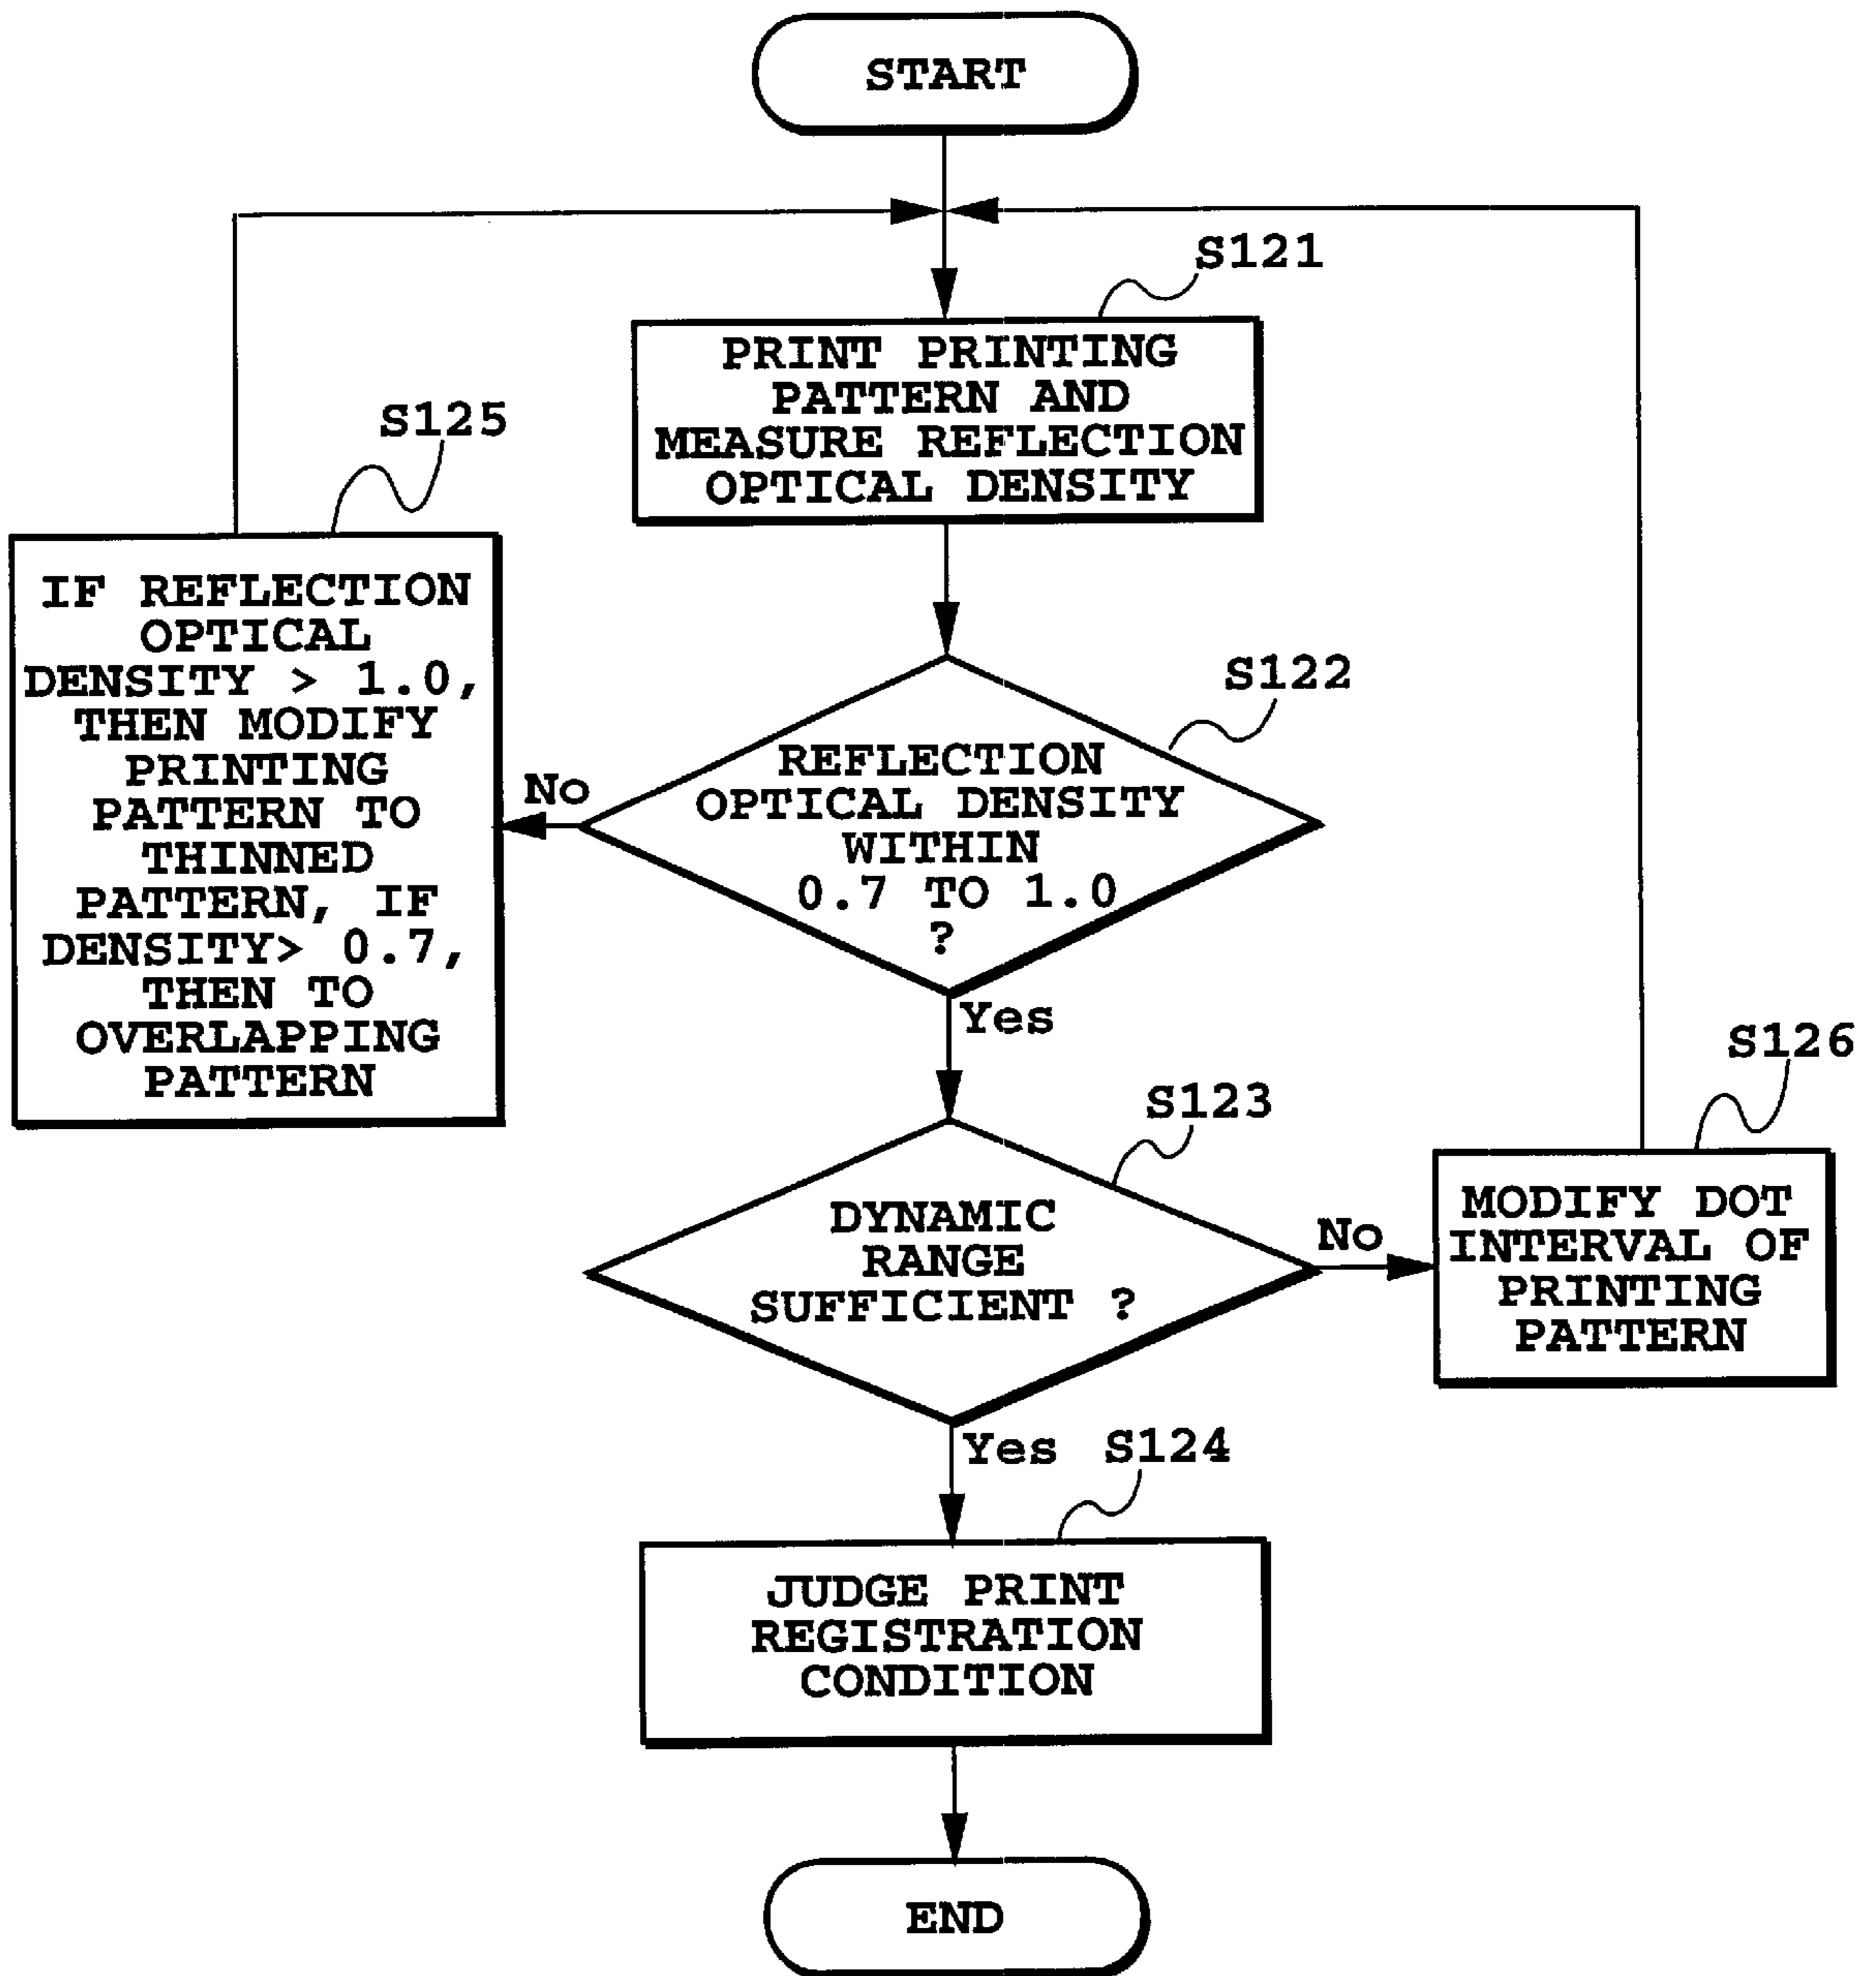 START
S121
PRINT PRINTING
PATTERN AND
MEASURE REFLECTION
OPTICAL DENSITY
S125
IF REFLECTION
OPTICAL
DENSITY > 1.0,
THEN MODIFY
PRINTING
PATTERN TO
THINNED
PATTERN, IF
DENSITY> 0.7,
THEN TO
OVERLAPPING
PATTERN
S122
REFLECTION
OPTICAL DENSITY
WITHIN
0.7 TO 1.0
?
No
Yes
S123
DYNAMIC
RANGE
SUFFICIENT ?
No
S126
MODIFY DOT
INTERVAL OF
PRINTING
PATTERN
Yes
S124
JUDGE PRINT
REGISTRATION
CONDITION
END